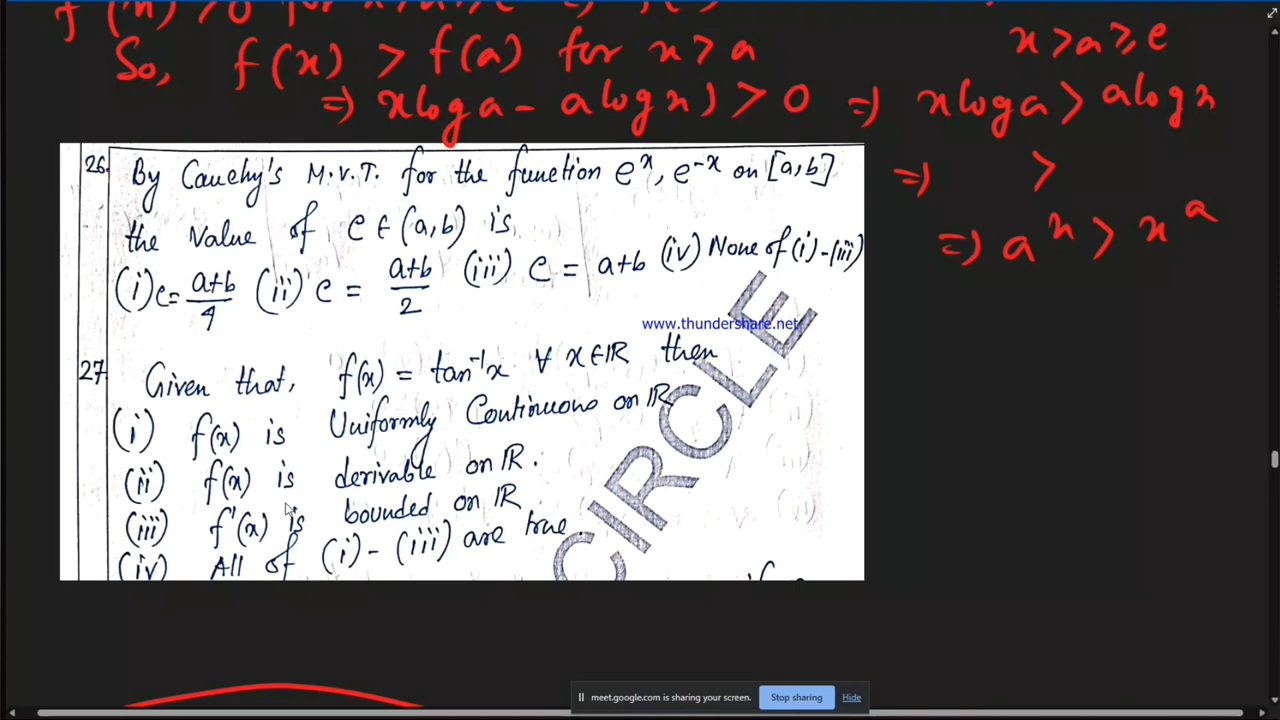 So, f(x) > f(a) for x > a
x > a ≥ e
=) x log a - a log x) > 0 =) x log a > a log x
=) >
=) a^x > x^a
26. By Cauchy's M.V.T. for the function e^x, e^-x on [a,b]
the value of c ∈ (a,b) is
(i) c = a+b/4 (ii) c = a+b/2 (iii) c = a+b (iv) None of (i) - (iii)
www.thundershare.net
27. Given that, f(x) = tan^-1 x ∀ x ∈ ℝ then
(i) f(x) is Uniformly Continuous on ℝ
(ii) f(x) is derivable on ℝ.
(iii) f'(x) is bounded on ℝ
(iv) All of (i) - (iii) are true.
CIRCLE
meet.google.com is sharing your screen. Stop sharing Hide